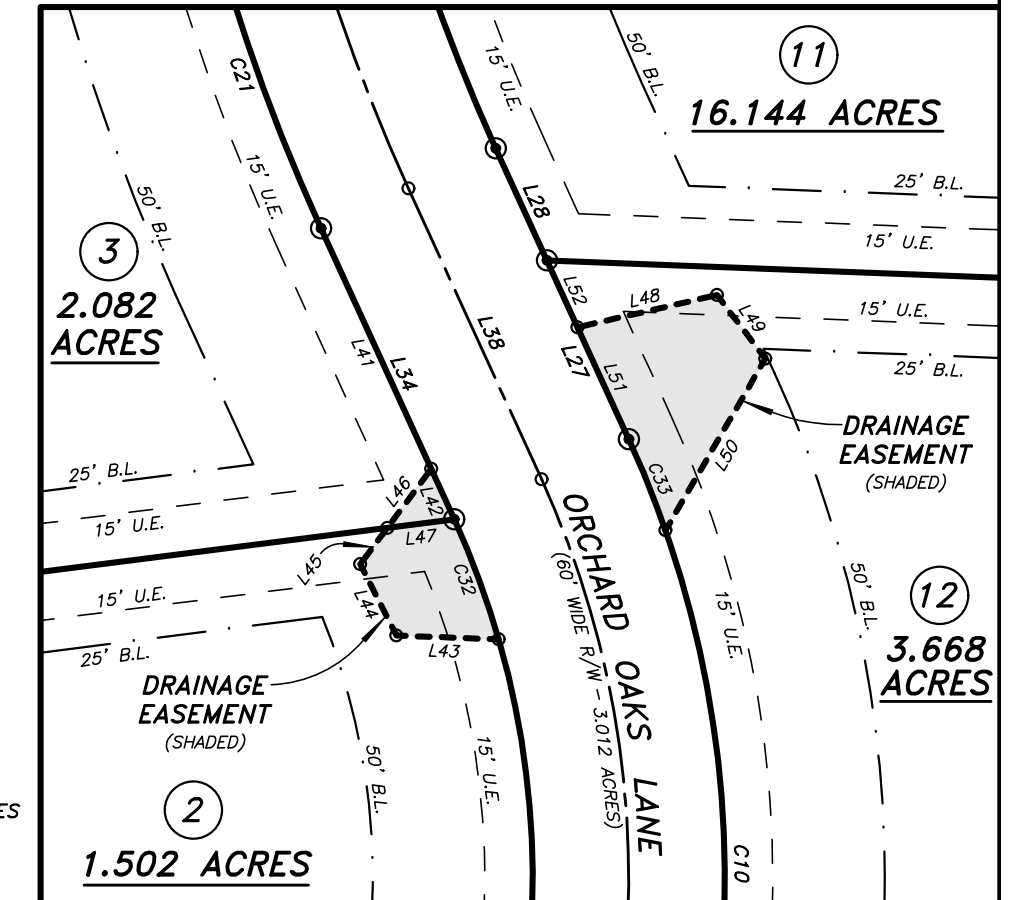 11
16.144 ACRES
50' B.L.
15' U.E.
C21
15' U.E.
50' B.L.
25' B.L.
15' U.E.
L28
3
2.082
ACRES
L52
L48
L49
15' U.E.
25' B.L.
L38
L41
L34
L27
L51
DRAINAGE
EASEMENT
(SHADED)
L50
C33
25' B.L.
15' U.E.
L46
L42
L47
L45
L44
C32
L43
15' U.E.
25' B.L.
ORCHARD OAKS LANE
(60' WIDE R/W - 3.012 ACRES)
15' U.E.
50' B.L.
12
3.668
ACRES
DRAINAGE
EASEMENT
(SHADED)
50' B.L.
15' U.E.
2
1.502 ACRES
C10
ES